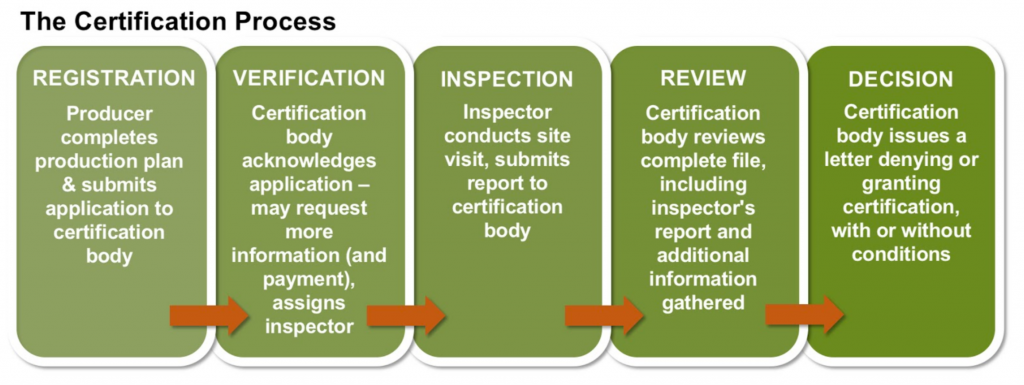 The Certification Process
REGISTRATION
Producer
completes
production plan
& submits
application to
certification
body
VERIFICATION
Certification
body
acknowledges
application –
may request
more
information (and
payment),
assigns
inspector
INSPECTION
Inspector
conducts site
visit, submits
report to
certification
body
REVIEW
Certification
body reviews
complete file,
including
inspector's
report and
additional
information
gathered
DECISION
Certification
body issues a
letter denying or
granting
certification,
with or without
conditions